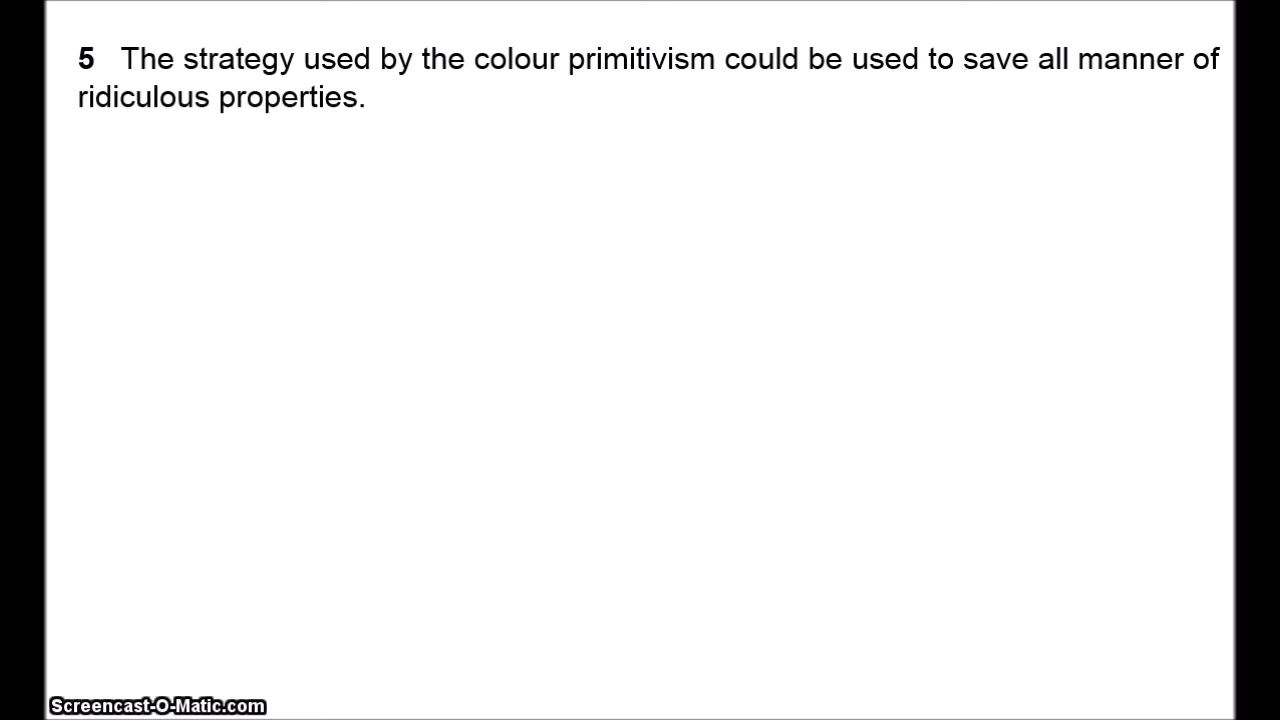 5 The strategy used by the colour primitivism could be used to save all manner of
ridiculous properties.
Screencast-O-Matic.com